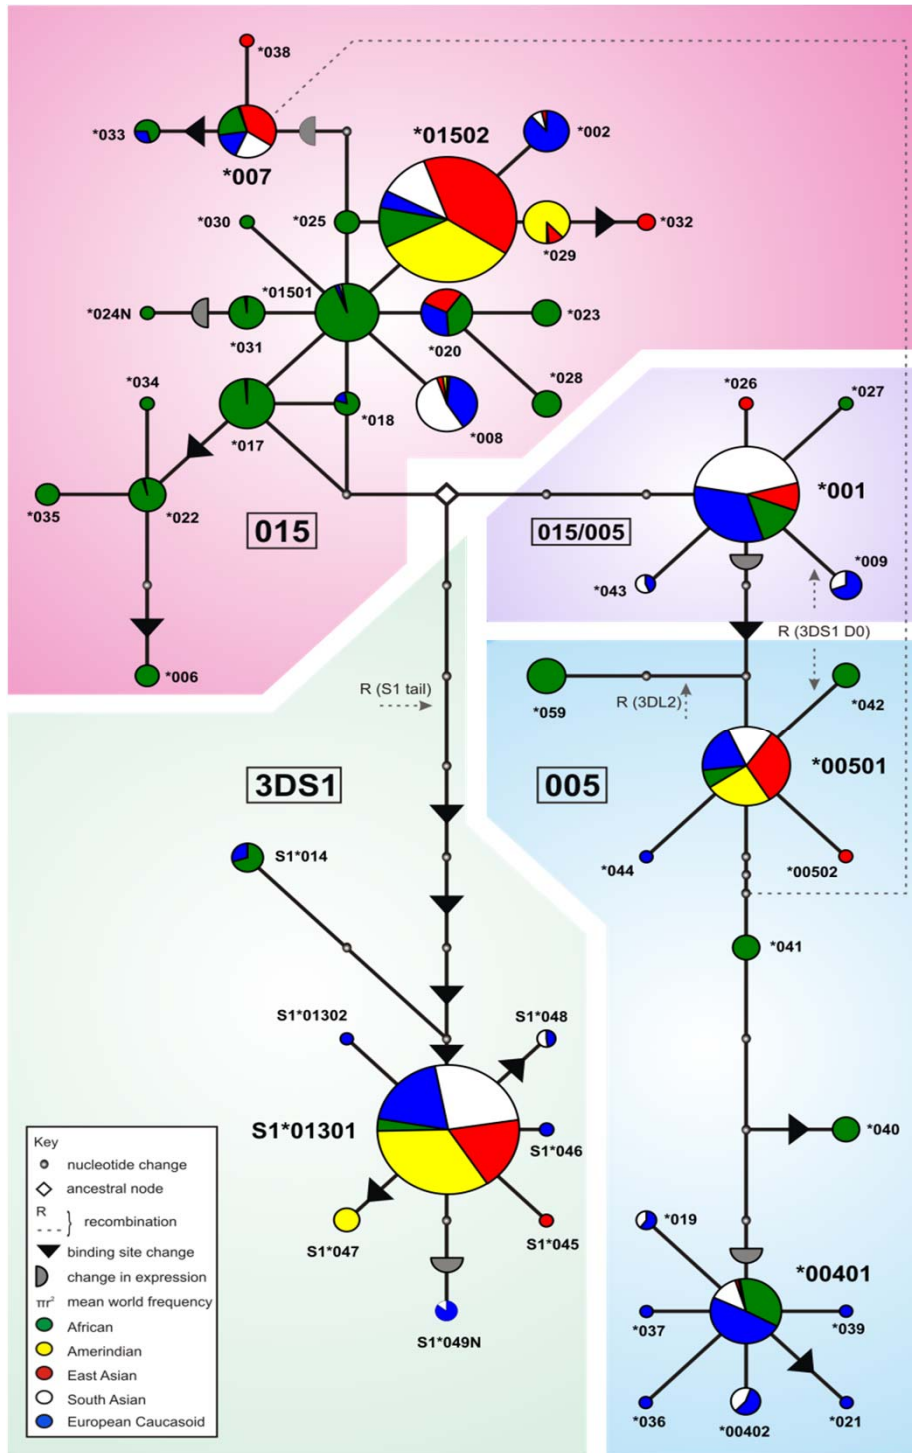 *038
*033
*007
*01502
*002
*030
*025
*029
*032
*01501
*024N
*031
*020
*023
*034
*017
*018
*008
*028
*026
*027
*035
*022
015
015/005
*001
*043
*009
*006
R (S1 tail)
R (3DS1 D0)
*059
R (3DL2)
*042
3DS1
005
*00501
S1*014
*044
*00502
*041
S1*01302
S1*048
S1*01301
S1*046
*040
S1*047
S1*045
*019
*00401
S1*049N
*037
*039
*036
*00402
*021
Key
nucleotide change
ancestral node
R
recombination
binding site change
change in expression
πr² mean world frequency
African
Amerindian
East Asian
South Asian
European Caucasoid